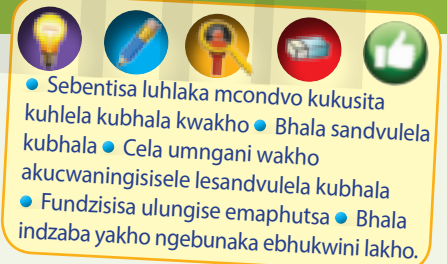 • Sebentisa luhlaka mcondvo kukusita
kuhlela kubhala kwakho • Bhala sandvulela
kubhala • Cela umngani wakho
akucwaningisisele lesandvulela kubhala
• Fundzisisa ulungise emaphutsa • Bhala
indzaba yakho ngebunaka ebhukwini lakho.